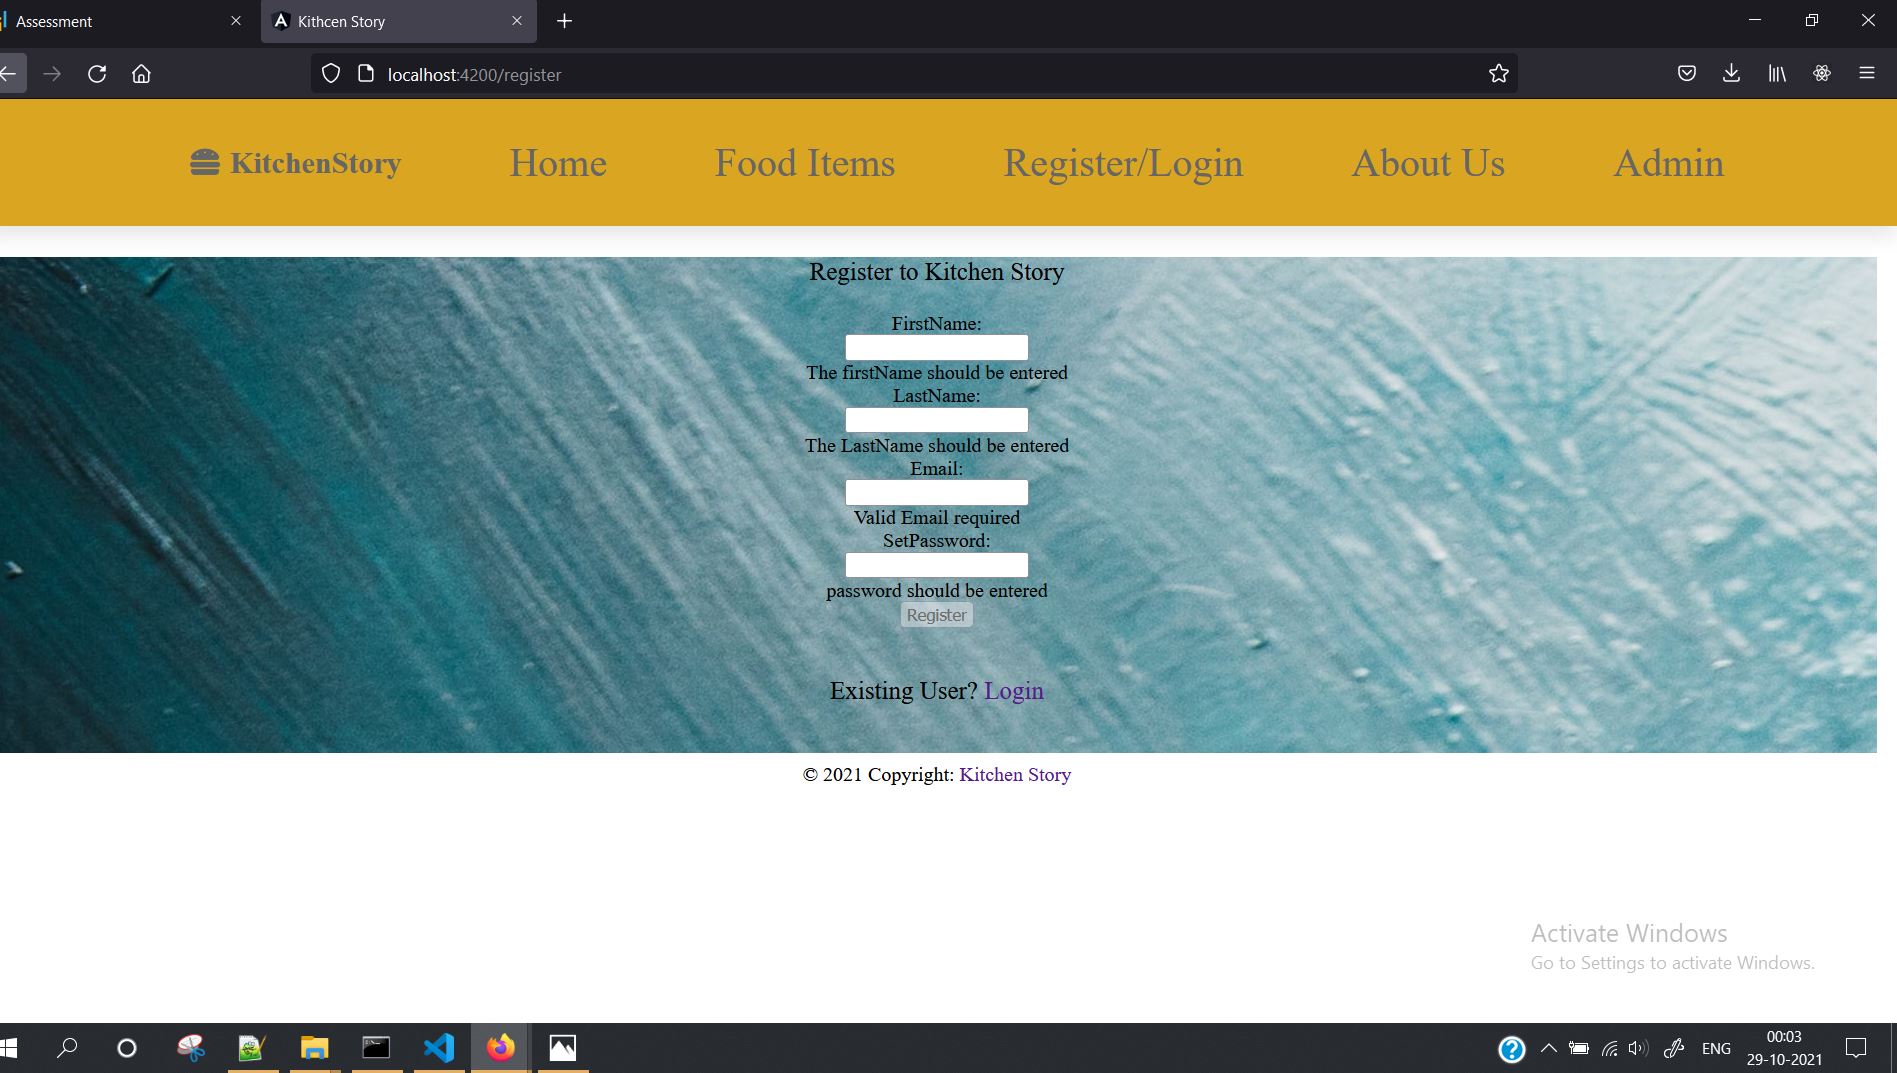 Assessment
Kithcen Story
localhost:4200/register
KitchenStory Home Food Items Register/Login About Us Admin
Register to Kitchen Story
FirstName:
The firstName should be entered
LastName:
The LastName should be entered
Email:
Valid Email required
SetPassword:
password should be entered
Register
Existing User? Login
© 2021 Copyright: Kitchen Story
Activate Windows
Go to Settings to activate Windows.
ENG
00:03
29-10-2021